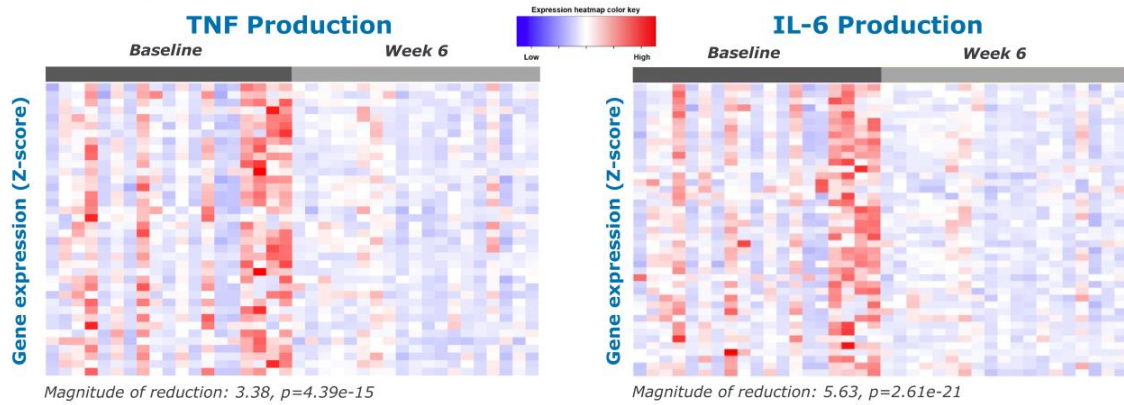 Expression heatmap color key
Low High
TNF Production
Baseline Week 6
Gene expression (Z-score)
Magnitude of reduction: 3.38, p=4.39e-15
IL-6 Production
Baseline Week 6
Gene expression (Z-score)
Magnitude of reduction: 5.63, p=2.61e-21